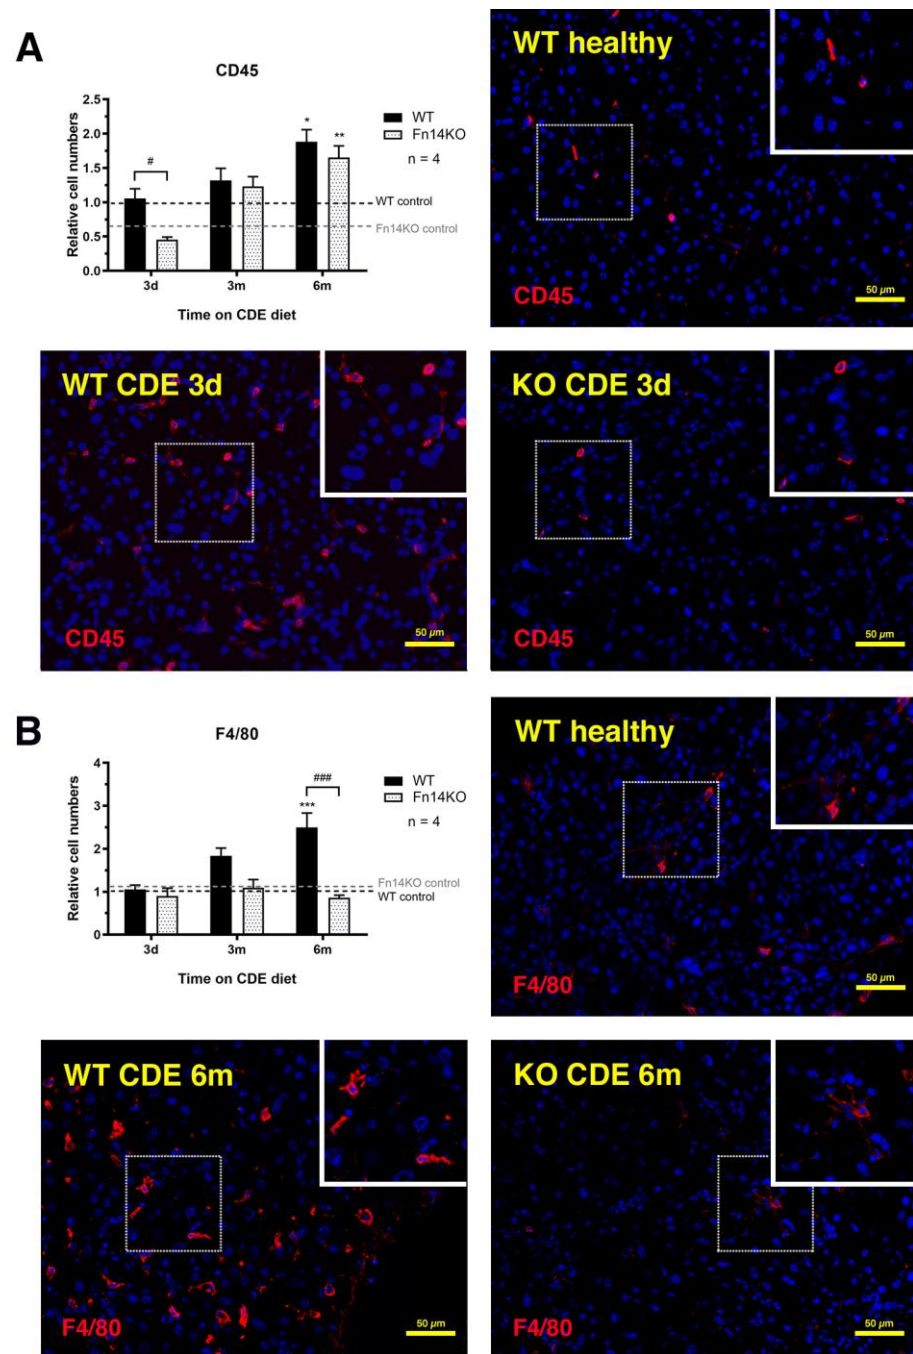 A
CD45
Relative cell numbers
2.5
2.0
1.5
1.0
0.5
0.0
#
*
**
WT
Fn14KO
n = 4
WT control
Fn14KO control
3d 3m 6m
Time on CDE diet
WT healthy
CD45
50 µm
WT CDE 3d
CD45
50 µm
KO CDE 3d
CD45
50 µm
B
F4/80
Relative cell numbers
4
3
2
1
0
***
###
WT
Fn14KO
n = 4
Fn14KO control
WT control
3d 3m 6m
Time on CDE diet
WT healthy
F4/80
50 µm
WT CDE 6m
F4/80
50 µm
KO CDE 6m
F4/80
50 µm